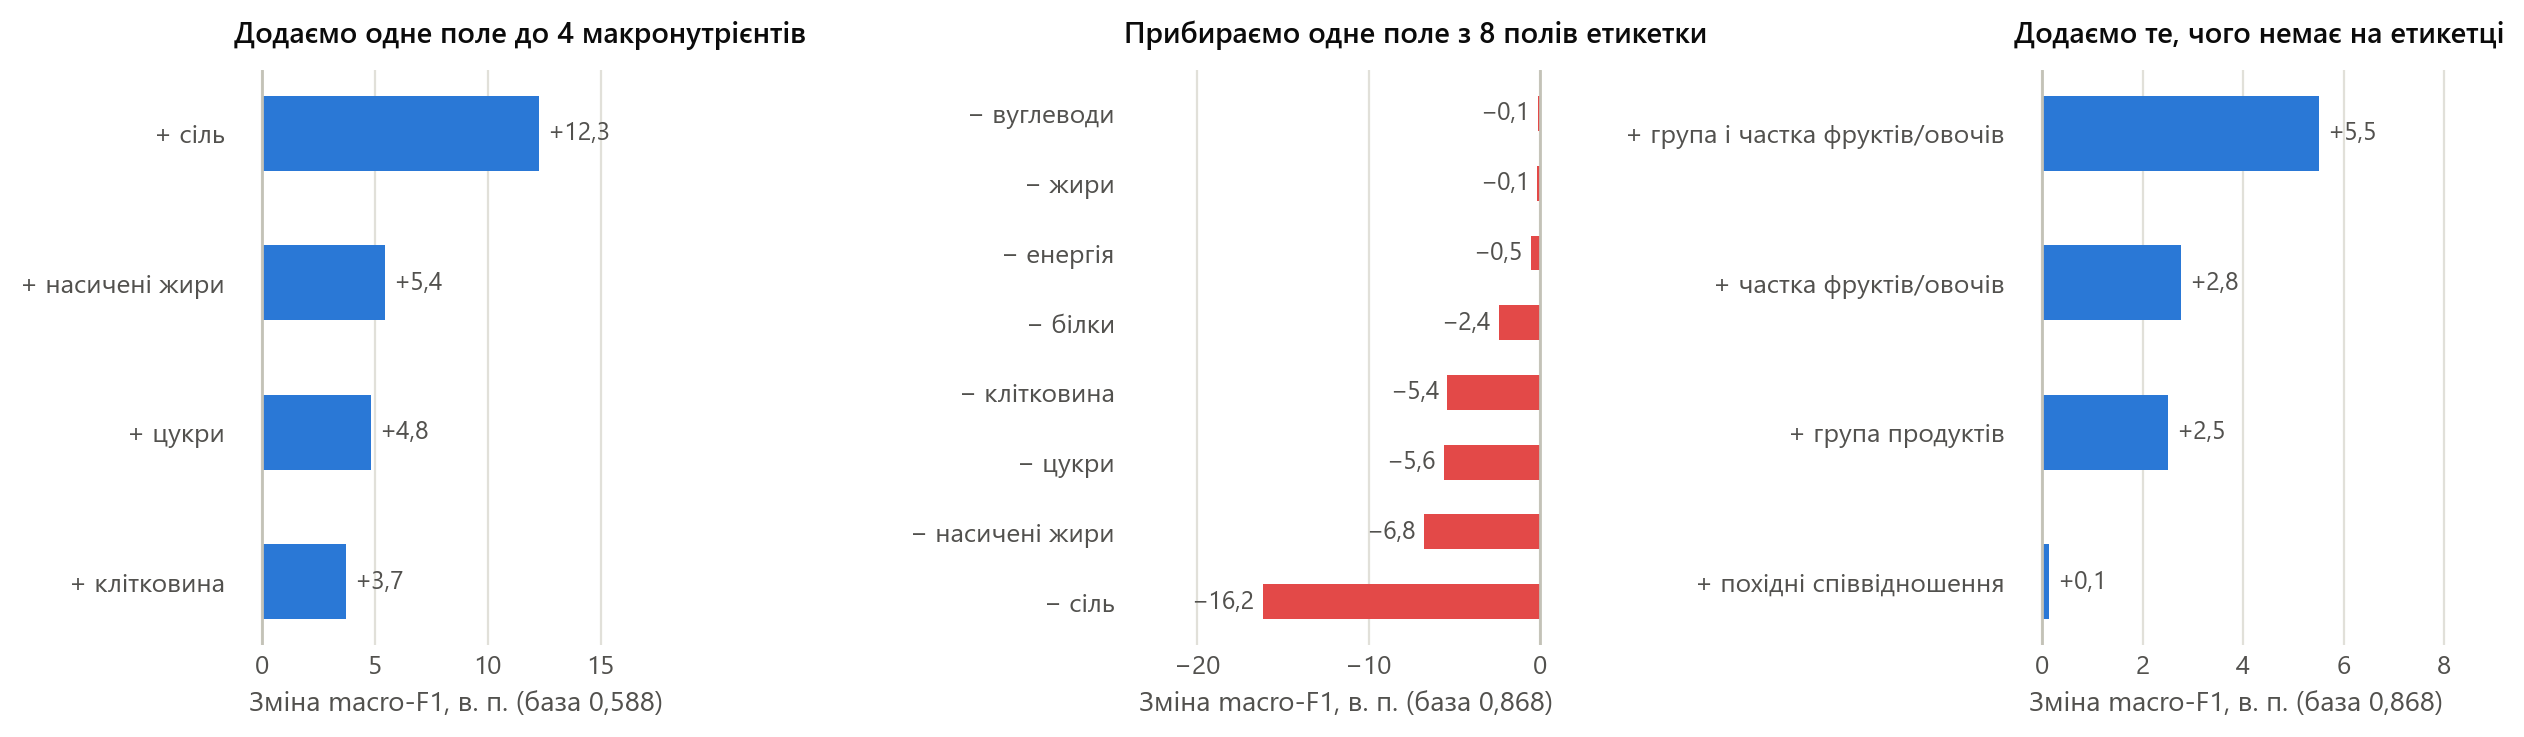 Додаємо одне поле до 4 макронутрієнтів
+ сіль
+12,3
+ насичені жири
+5,4
+ цукри
+4,8
+ клітковина
+3,7
0 5 10 15
Зміна macro-F1, в. п. (база 0,588)
Прибираємо одне поле з 8 полів етикетки
− вуглеводи
−0,1
− жири
−0,1
− енергія
−0,5
− білки
−2,4
− клітковина
−5,4
− цукри
−5,6
− насичені жири
−6,8
− сіль
−16,2
−20 −10 0
Зміна macro-F1, в. п. (база 0,868)
Додаємо те, чого немає на етикетці
+ група і частка фруктів/овочів
+5,5
+ частка фруктів/овочів
+2,8
+ група продуктів
+2,5
+ похідні співвідношення
+0,1
0 2 4 6 8
Зміна macro-F1, в. п. (база 0,868)